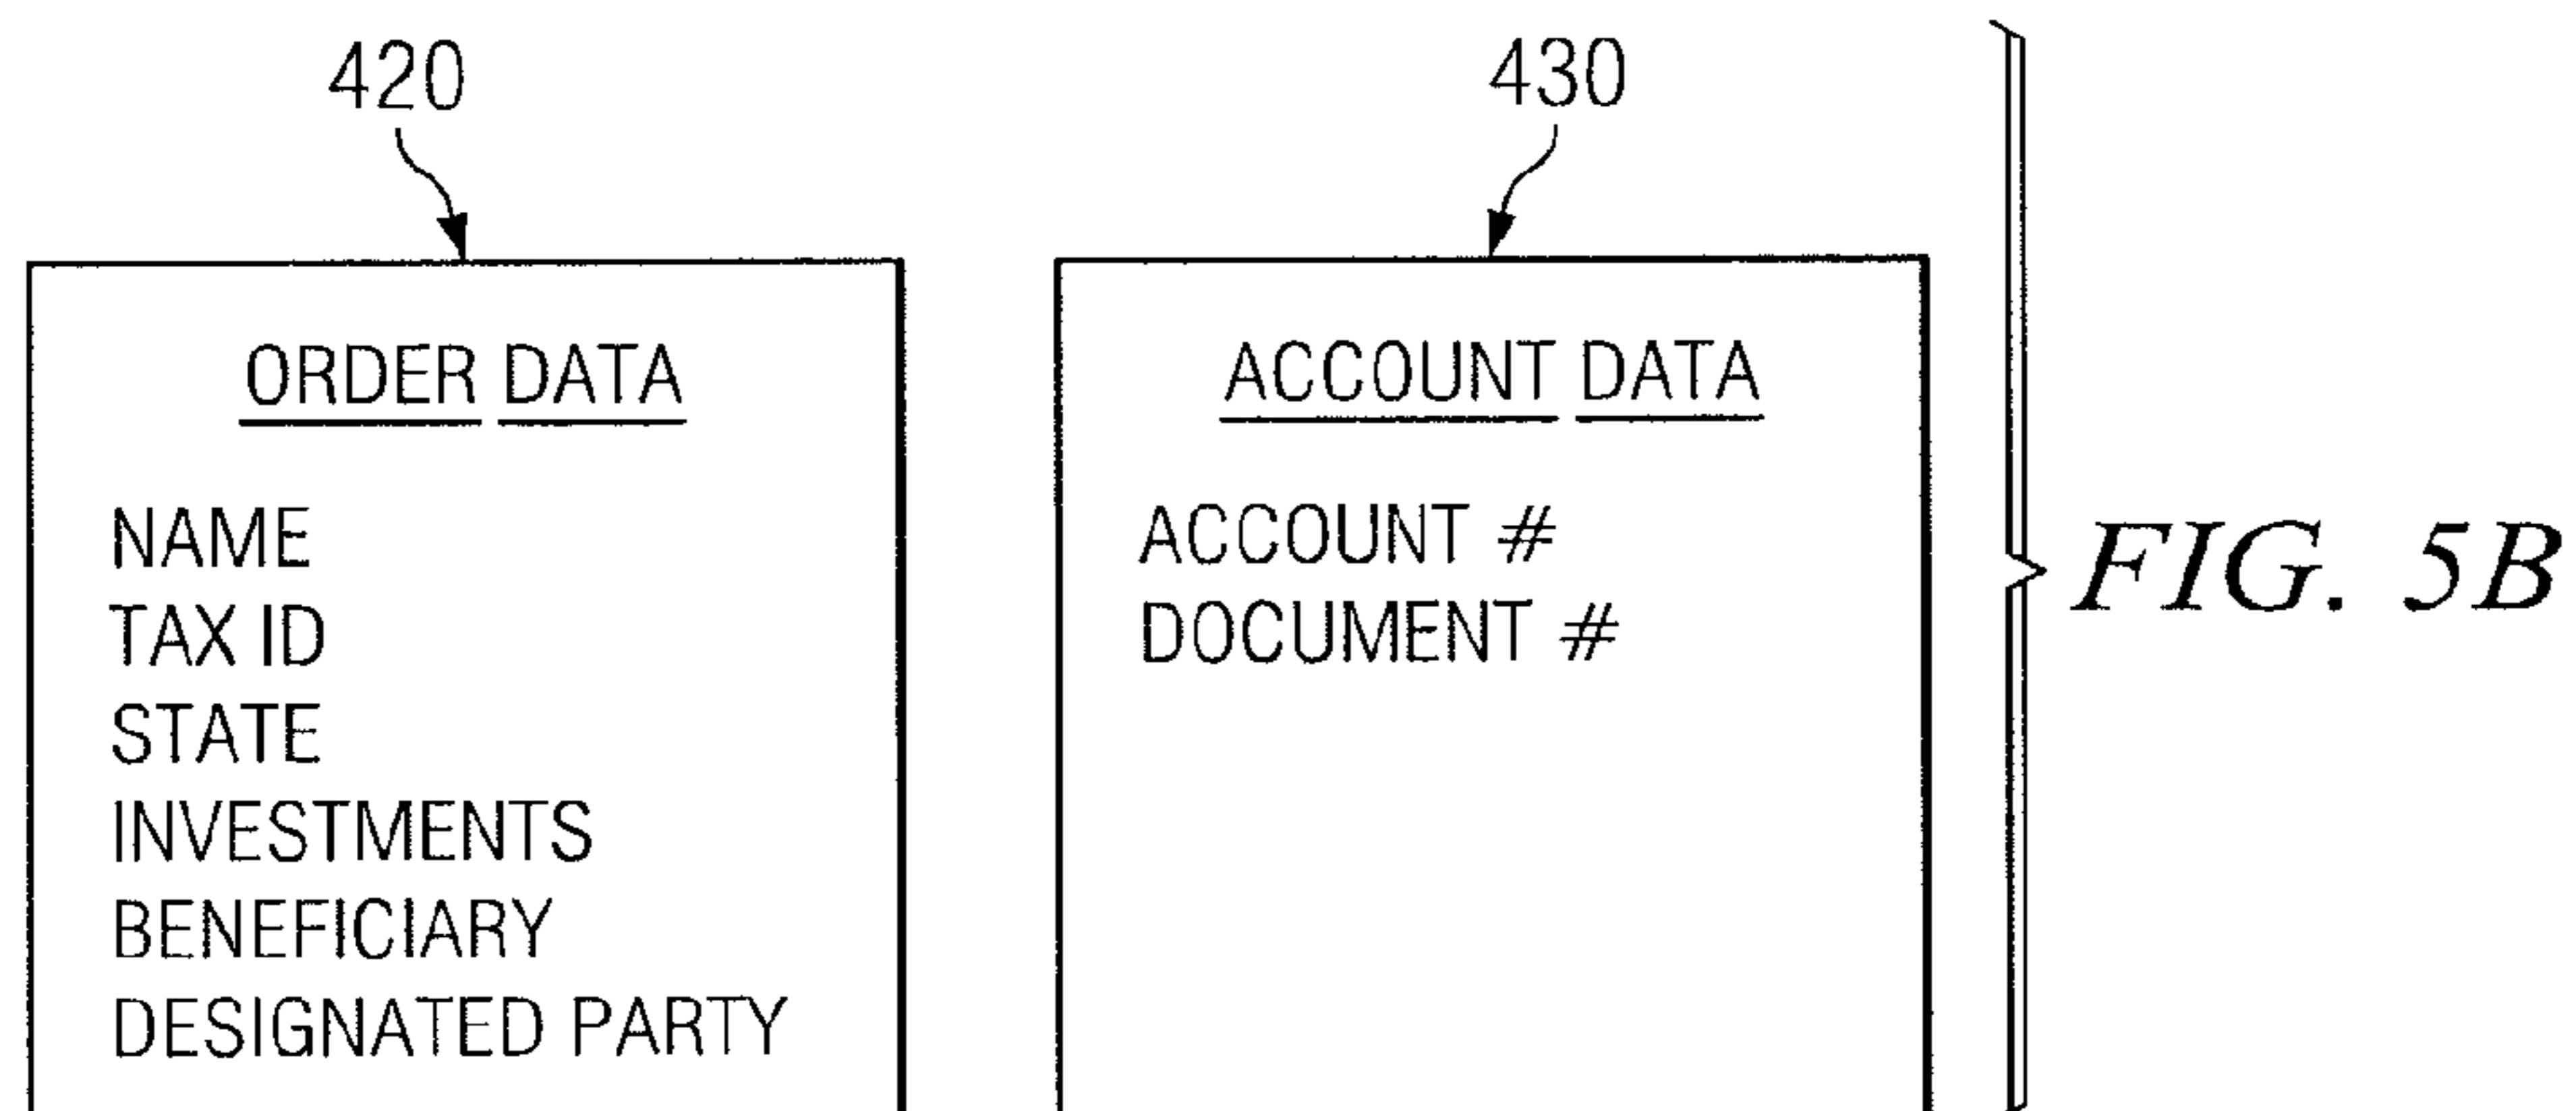 420
ORDER DATA
NAME
TAX ID
STATE
INVESTMENTS
BENEFICIARY
DESIGNATED PARTY
430
ACCOUNT DATA
ACCOUNT #
DOCUMENT #
FIG. 5B